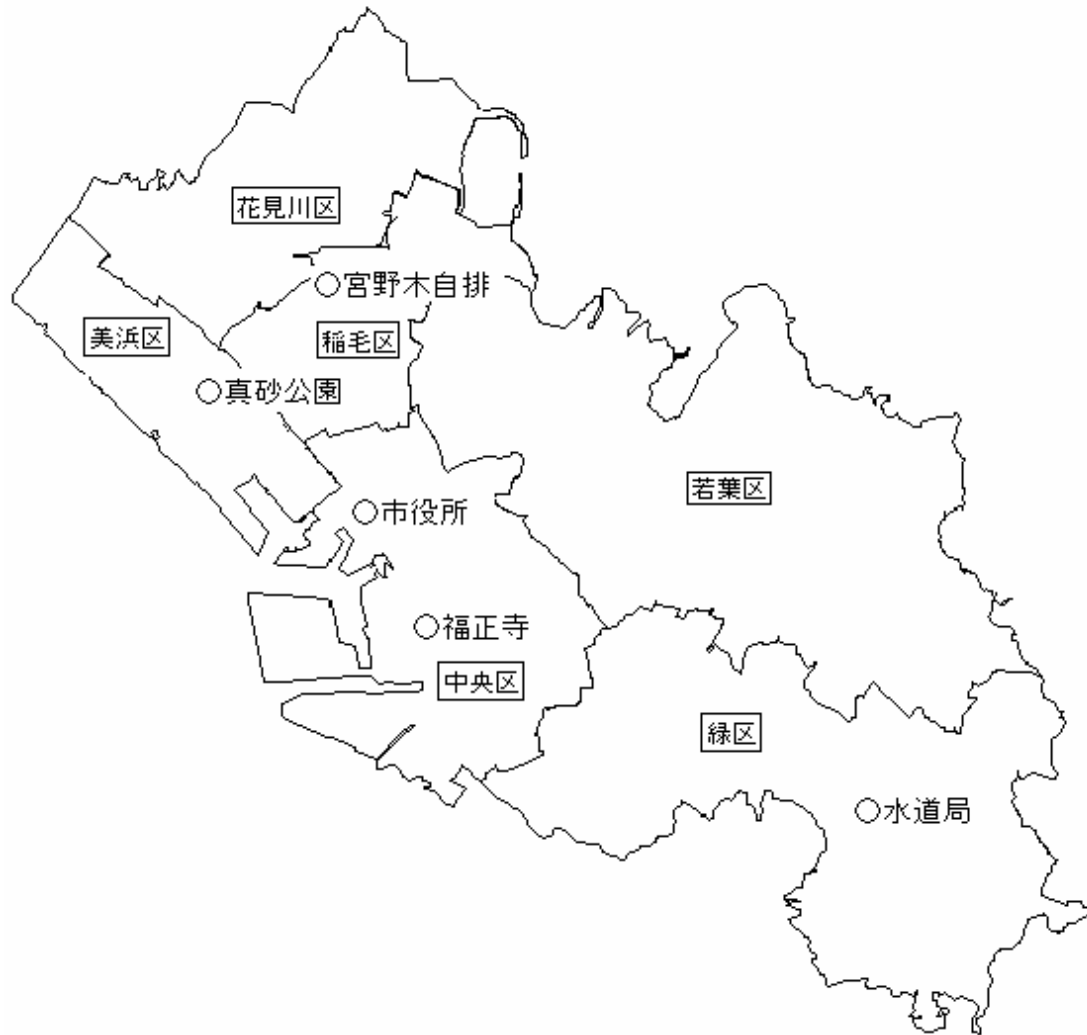 花見川区
○宮野木自排
美浜区
稲毛区
○真砂公園
若葉区
○市役所
○福正寺
中央区
緑区
○水道局